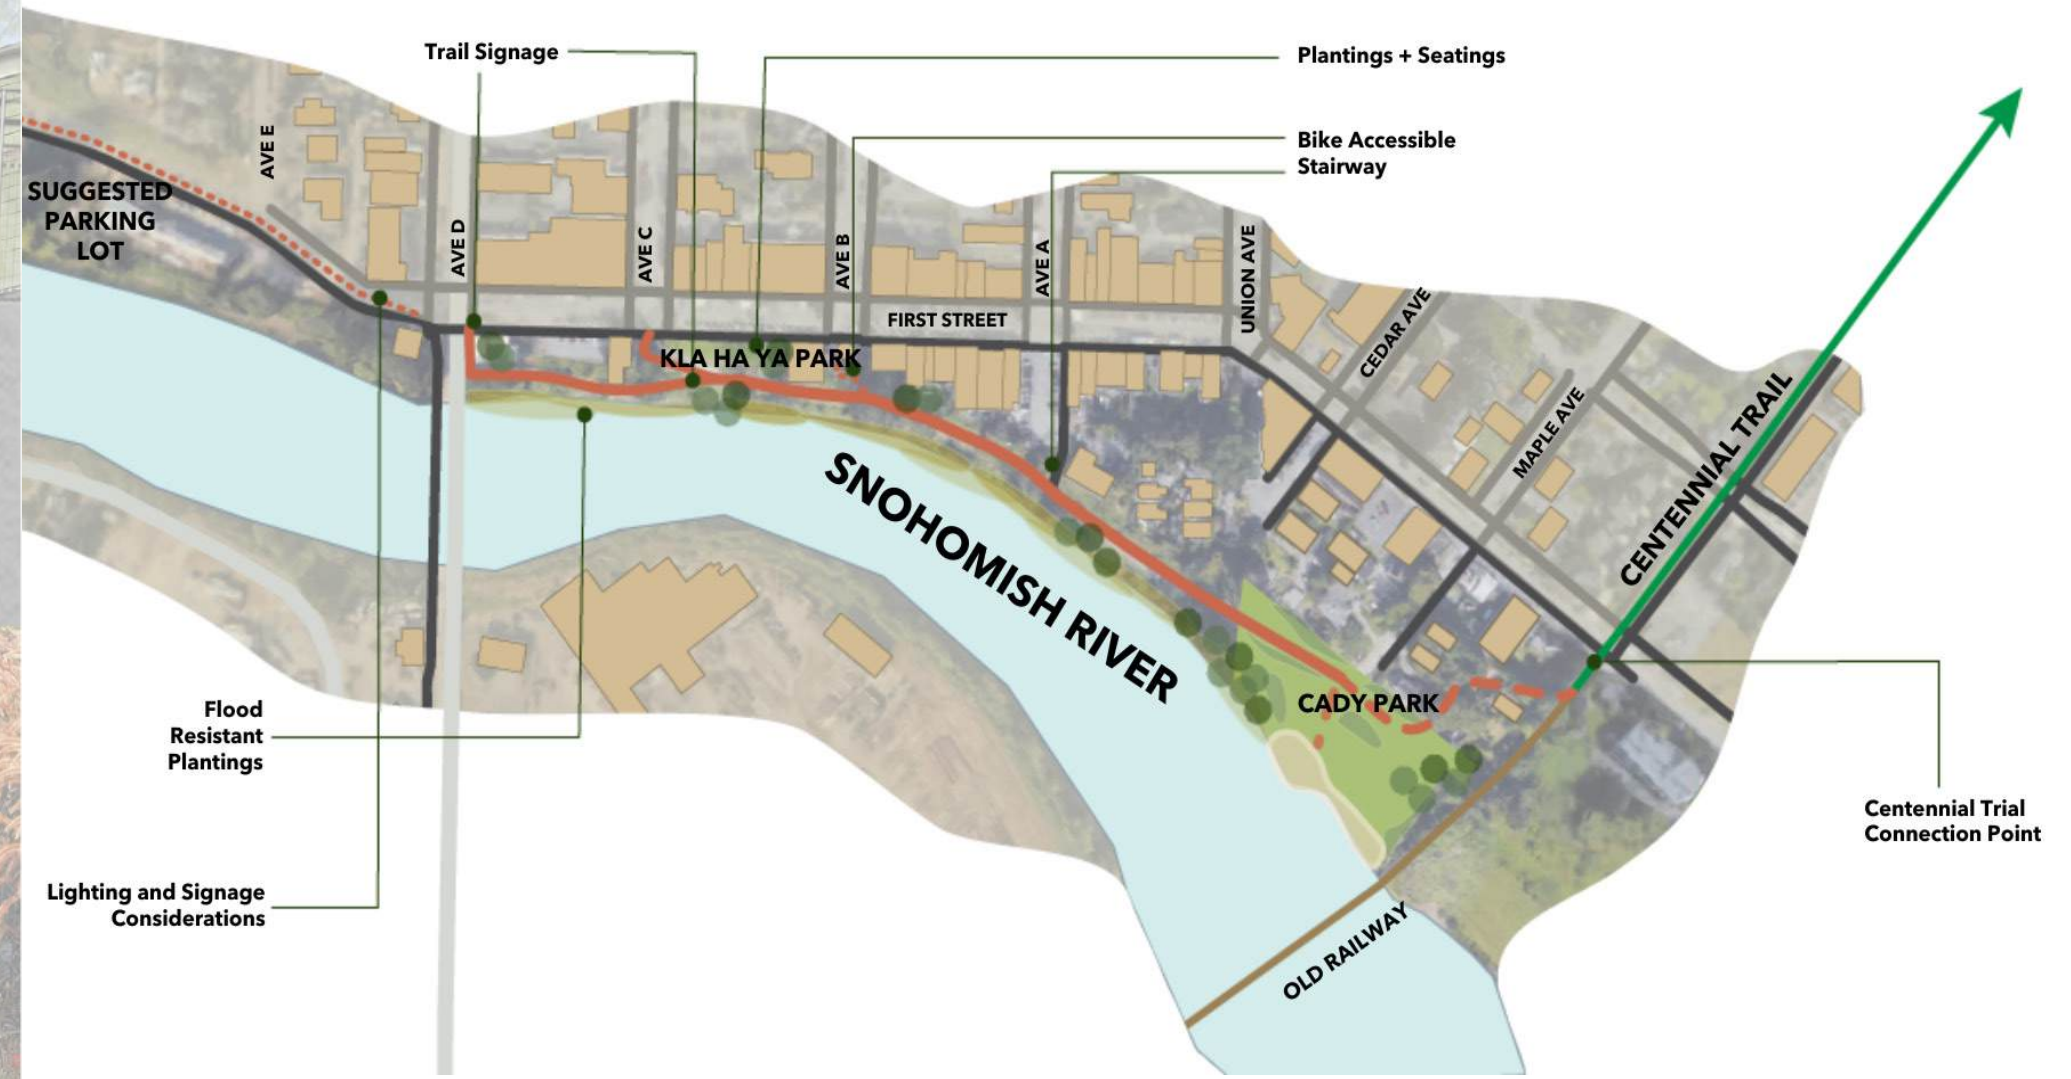 Trail Signage
Plantings + Seatings
Bike Accessible
Stairway
AVE E
SUGGESTED
PARKING
LOT
AVE D
AVE C
AVE B
AVE A
UNION AVE
FIRST STREET
KLA HA YA PARK
CEDAR AVE
MAPLE AVE
CENTENNIAL TRAIL
SNOHOMISH RIVER
CADY PARK
Flood
Resistant
Plantings
Centennial Trial
Connection Point
Lighting and Signage
Considerations
OLD RAILWAY